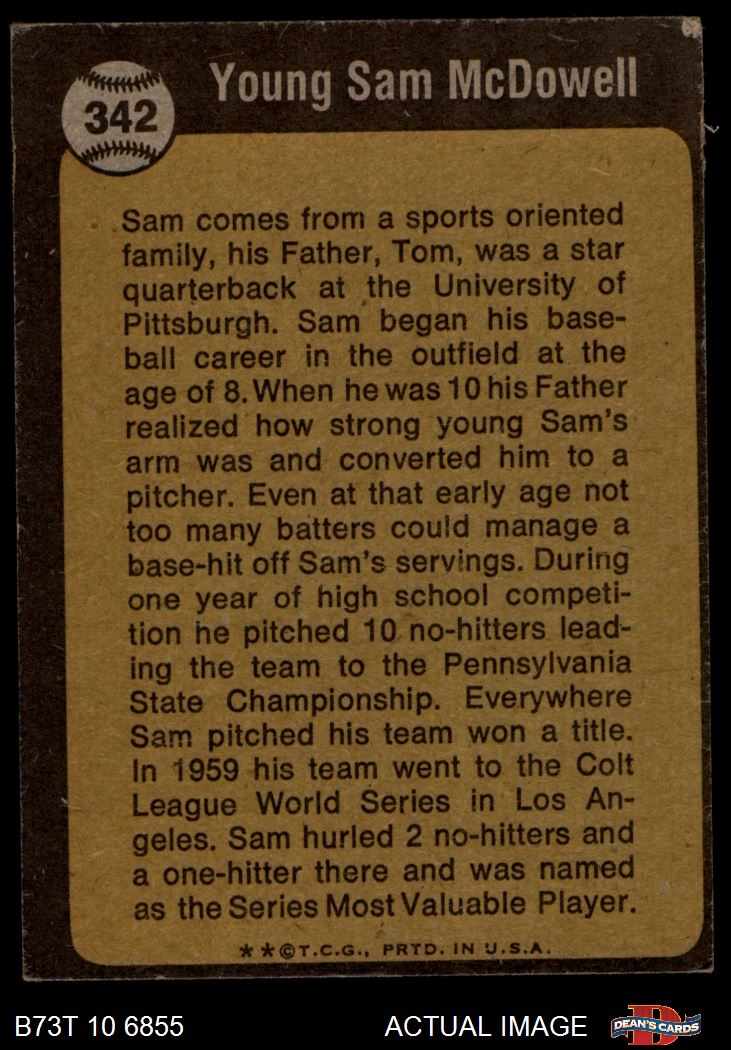 342
Young Sam McDowell
Sam comes from a sports oriented
family, his Father, Tom, was a star
quarterback at the University of
Pittsburgh. Sam began his base-
ball career in the outfield at the
age of 8. When he was 10 his Father
realized how strong young Sam's
arm was and converted him to a
pitcher. Even at that early age not
too many batters could manage a
base-hit off Sam's servings. During
one year of high school competi-
tion he pitched 10 no-hitters lead-
ing the team to the Pennsylvania
State Championship. Everywhere
Sam pitched his team won a title.
In 1959 his team went to the Colt
League World Series in Los An-
geles. Sam hurled 2 no-hitters and
a one-hitter there and was named
as the Series Most Valuable Player.
**©T.C.G., PRTD. IN U.S.A.
B73T 10 6855
ACTUAL IMAGE
D
DEAN'S CARDS